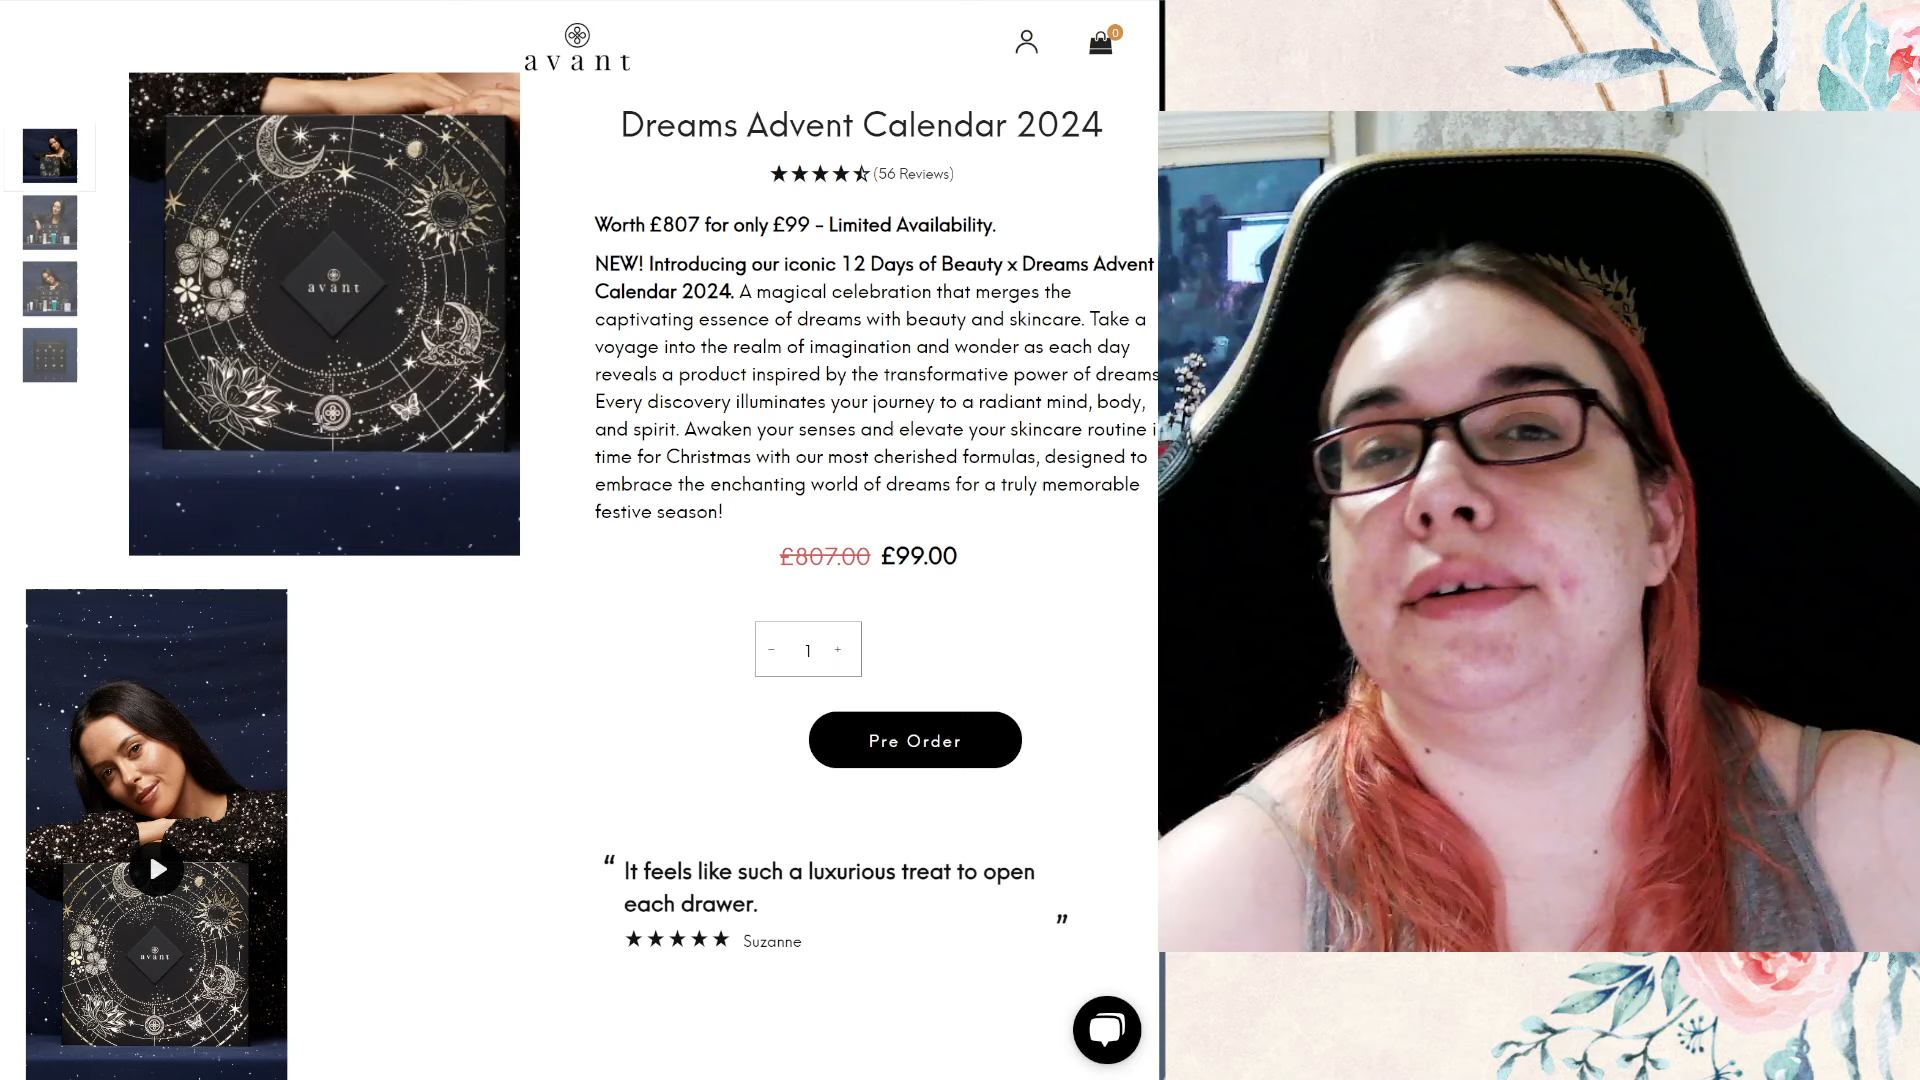 avant
0
avant
Dreams Advent Calendar 2024
(56 Reviews)
Worth £807 for only £99 - Limited Availability.
NEW! Introducing our iconic 12 Days of Beauty x Dreams Advent
Calendar 2024. A magical celebration that merges the
captivating essence of dreams with beauty and skincare. Take a
voyage into the realm of imagination and wonder as each day
reveals a product inspired by the transformative power of dreams
Every discovery illuminates your journey to a radiant mind, body,
and spirit. Awaken your senses and elevate your skincare routine i
time for Christmas with our most cherished formulas, designed to
embrace the enchanting world of dreams for a truly memorable
festive season!
£807.00 £99.00
- 1 +
Pre Order
“ It feels like such a luxurious treat to open
each drawer. ”
Suzanne
avant